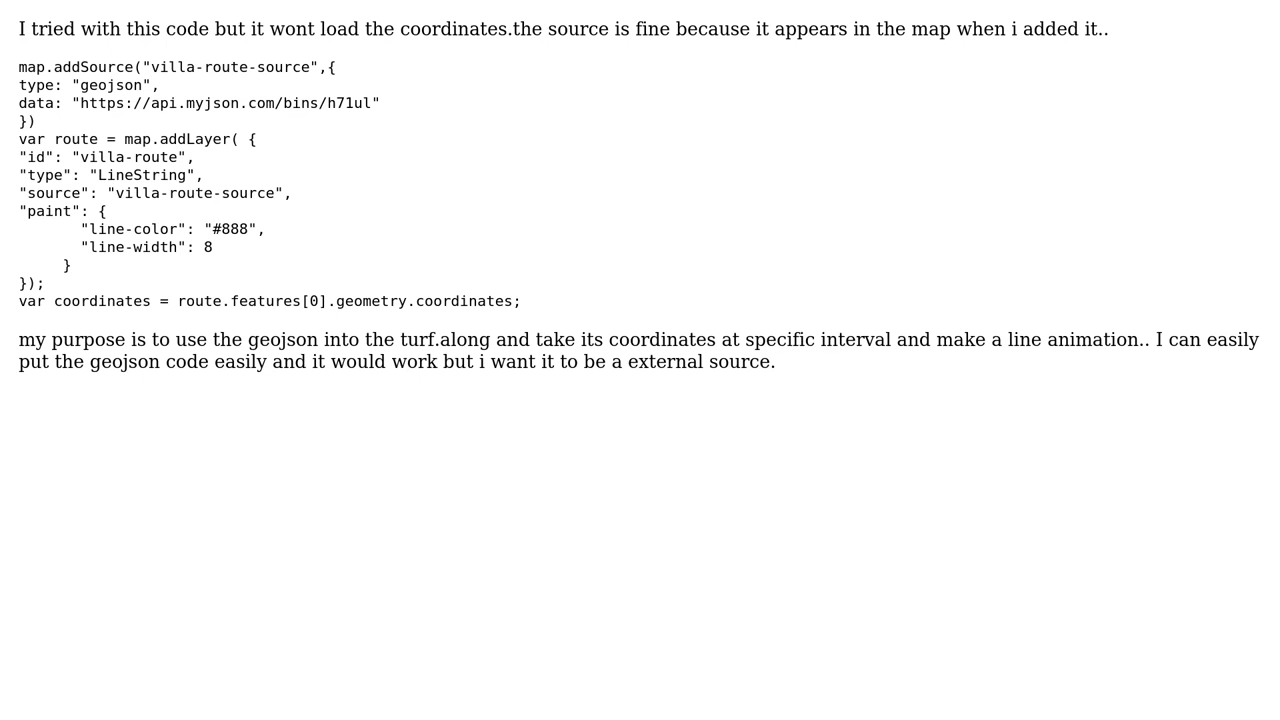 I tried with this code but it wont load the coordinates.the source is fine because it appears in the map when i added it..
map.addSource("villa-route-source",{
type: "geojson",
data: "https://api.myjson.com/bins/h71ul"
})
var route = map.addLayer( {
"id": "villa-route",
"type": "LineString",
"source": "villa-route-source",
"paint": {
       "line-color": "#888",
       "line-width": 8
     }
});
var coordinates = route.features[0].geometry.coordinates;
my purpose is to use the geojson into the turf.along and take its coordinates at specific interval and make a line animation.. I can easily
put the geojson code easily and it would work but i want it to be a external source.